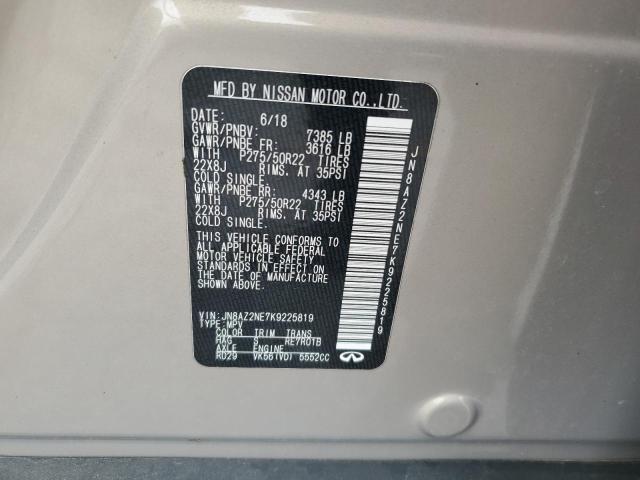 MFD BY NISSAN MOTOR CO.,LTD.
DATE: 6/18
GVWR/PNBV: 7385 LB
GAWR/PNBE FR: 3616 LB
WITH P275/50R22 TIRES
22X8J RIMS. AT 35PSI
COLD SINGLE.
GAWR/PNBE RR: 4343 LB
WITH P275/50R22 TIRES
22X8J RIMS. AT 35PSI
COLD SINGLE.
THIS VEHICLE CONFORMS TO
ALL APPLICABLE FEDERAL
MOTOR VEHICLE SAFETY
STANDARDS IN EFFECT ON
THE DATE OF MANUFACTURE
SHOWN ABOVE.
VIN: JN8AZ2NE7K9225819
TYPE: MPV
COLOR TRIM TRANS
HAG S RE7R01B
AXLE ENGINE
RD29 VK56(VD) 5552CC
JN8AZ2NE7K9225819